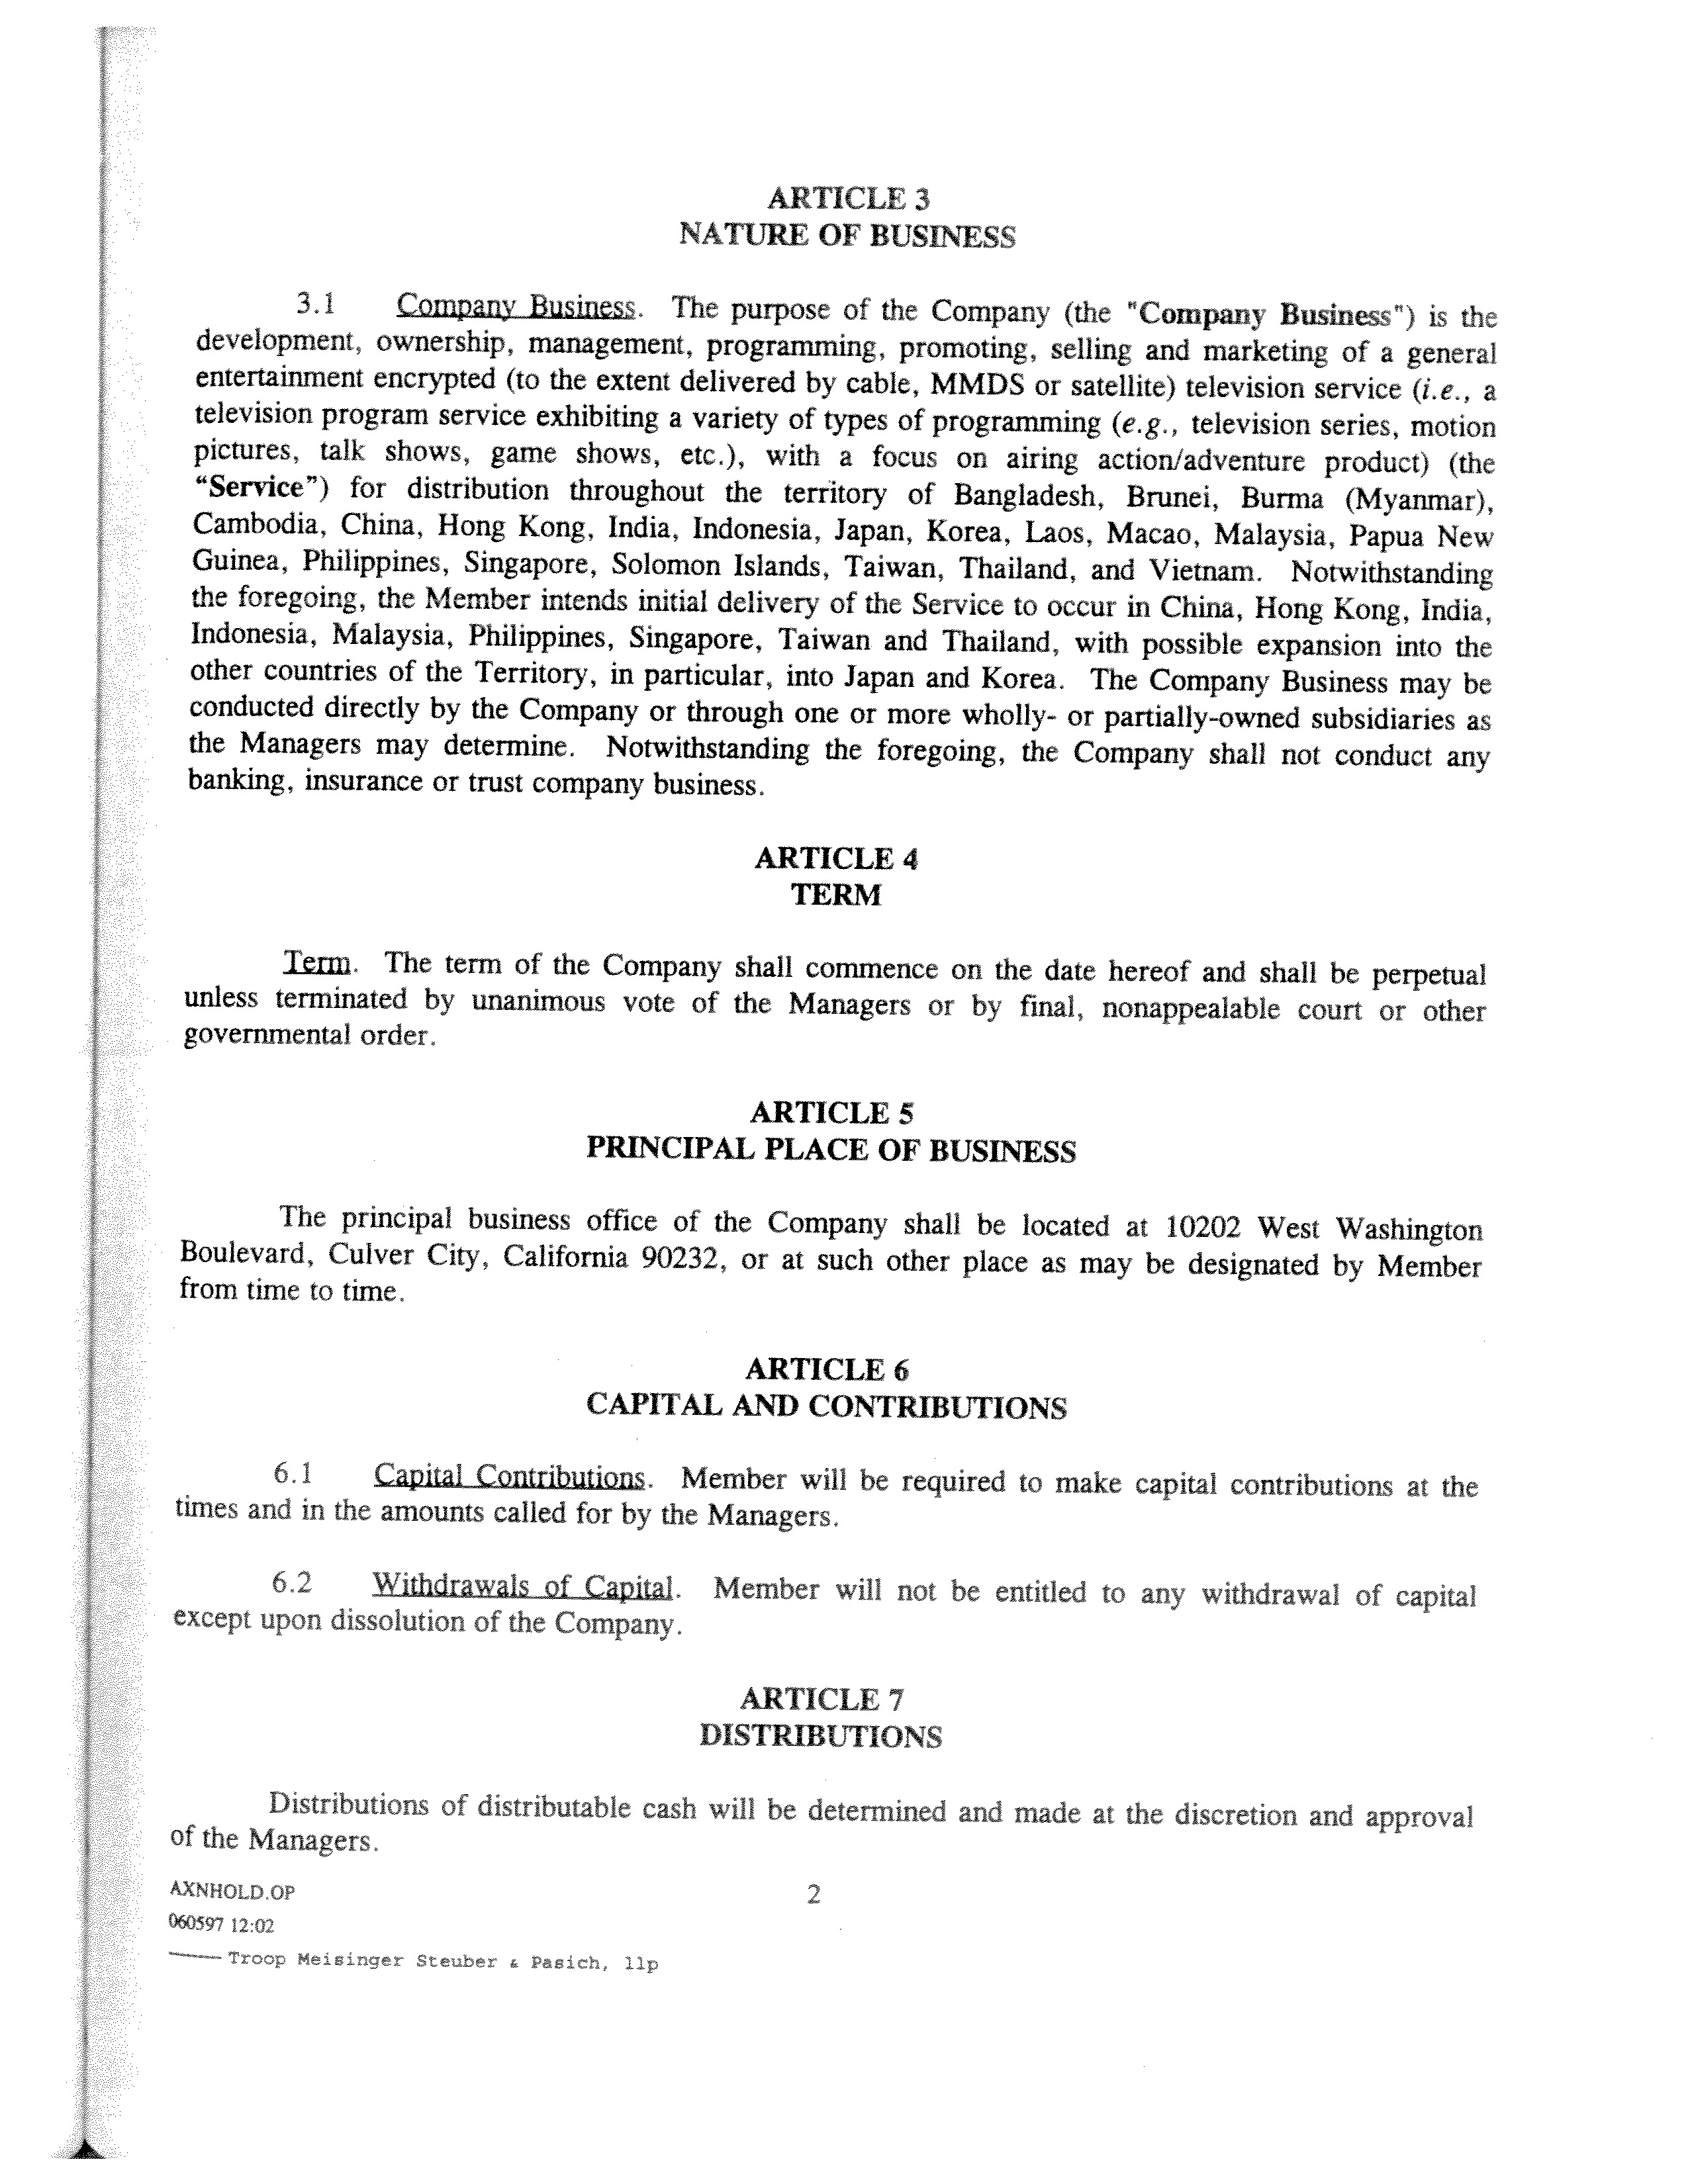 ARTICLE 3
NATURE OF BUSINESS
3.1 Company Business. The purpose of the Company (the "Company Business") is the
development, ownership, management, programming, promoting, selling and marketing of a general
entertainment encrypted (to the extent delivered by cable, MMDS or satellite) television service (i.e., a
television program service exhibiting a variety of types of programming (e.g., television series, motion
pictures, talk shows, game shows, etc.), with a focus on airing action/adventure product) (the
“Service”) for distribution throughout the territory of Bangladesh, Brunei, Burma (Myanmar),
Cambodia, China, Hong Kong, India, Indonesia, Japan, Korea, Laos, Macao, Malaysia, Papua New
Guinea, Philippines, Singapore, Solomon Islands, Taiwan, Thailand, and Vietnam. Notwithstanding
the foregoing, the Member intends initial delivery of the Service to occur in China, Hong Kong, India,
Indonesia, Malaysia, Philippines, Singapore, Taiwan and Thailand, with possible expansion into the
other countries of the Territory, in particular, into Japan and Korea. The Company Business may be
conducted directly by the Company or through one or more wholly- or partially-owned subsidiaries as
the Managers may determine. Notwithstanding the foregoing, the Company shall not conduct any
banking, insurance or trust company business.
ARTICLE 4
TERM
Term. The term of the Company shall commence on the date hereof and shall be perpetual
unless terminated by unanimous vote of the Managers or by final, nonappealable court or other
governmental order.
ARTICLE 5
PRINCIPAL PLACE OF BUSINESS
The principal business office of the Company shall be located at 10202 West Washington
Boulevard, Culver City, California 90232, or at such other place as may be designated by Member
from time to time.
ARTICLE 6
CAPITAL AND CONTRIBUTIONS
6.1 Capital Contributions. Member will be required to make capital contributions at the
times and in the amounts called for by the Managers.
6.2 Withdrawals of Capital. Member will not be entitled to any withdrawal of capital
except upon dissolution of the Company.
ARTICLE 7
DISTRIBUTIONS
Distributions of distributable cash will be determined and made at the discretion and approval
of the Managers.
AXNHOLD.OP
2
060597 12:02
Troop Meisinger Steuber & Pasich, llp